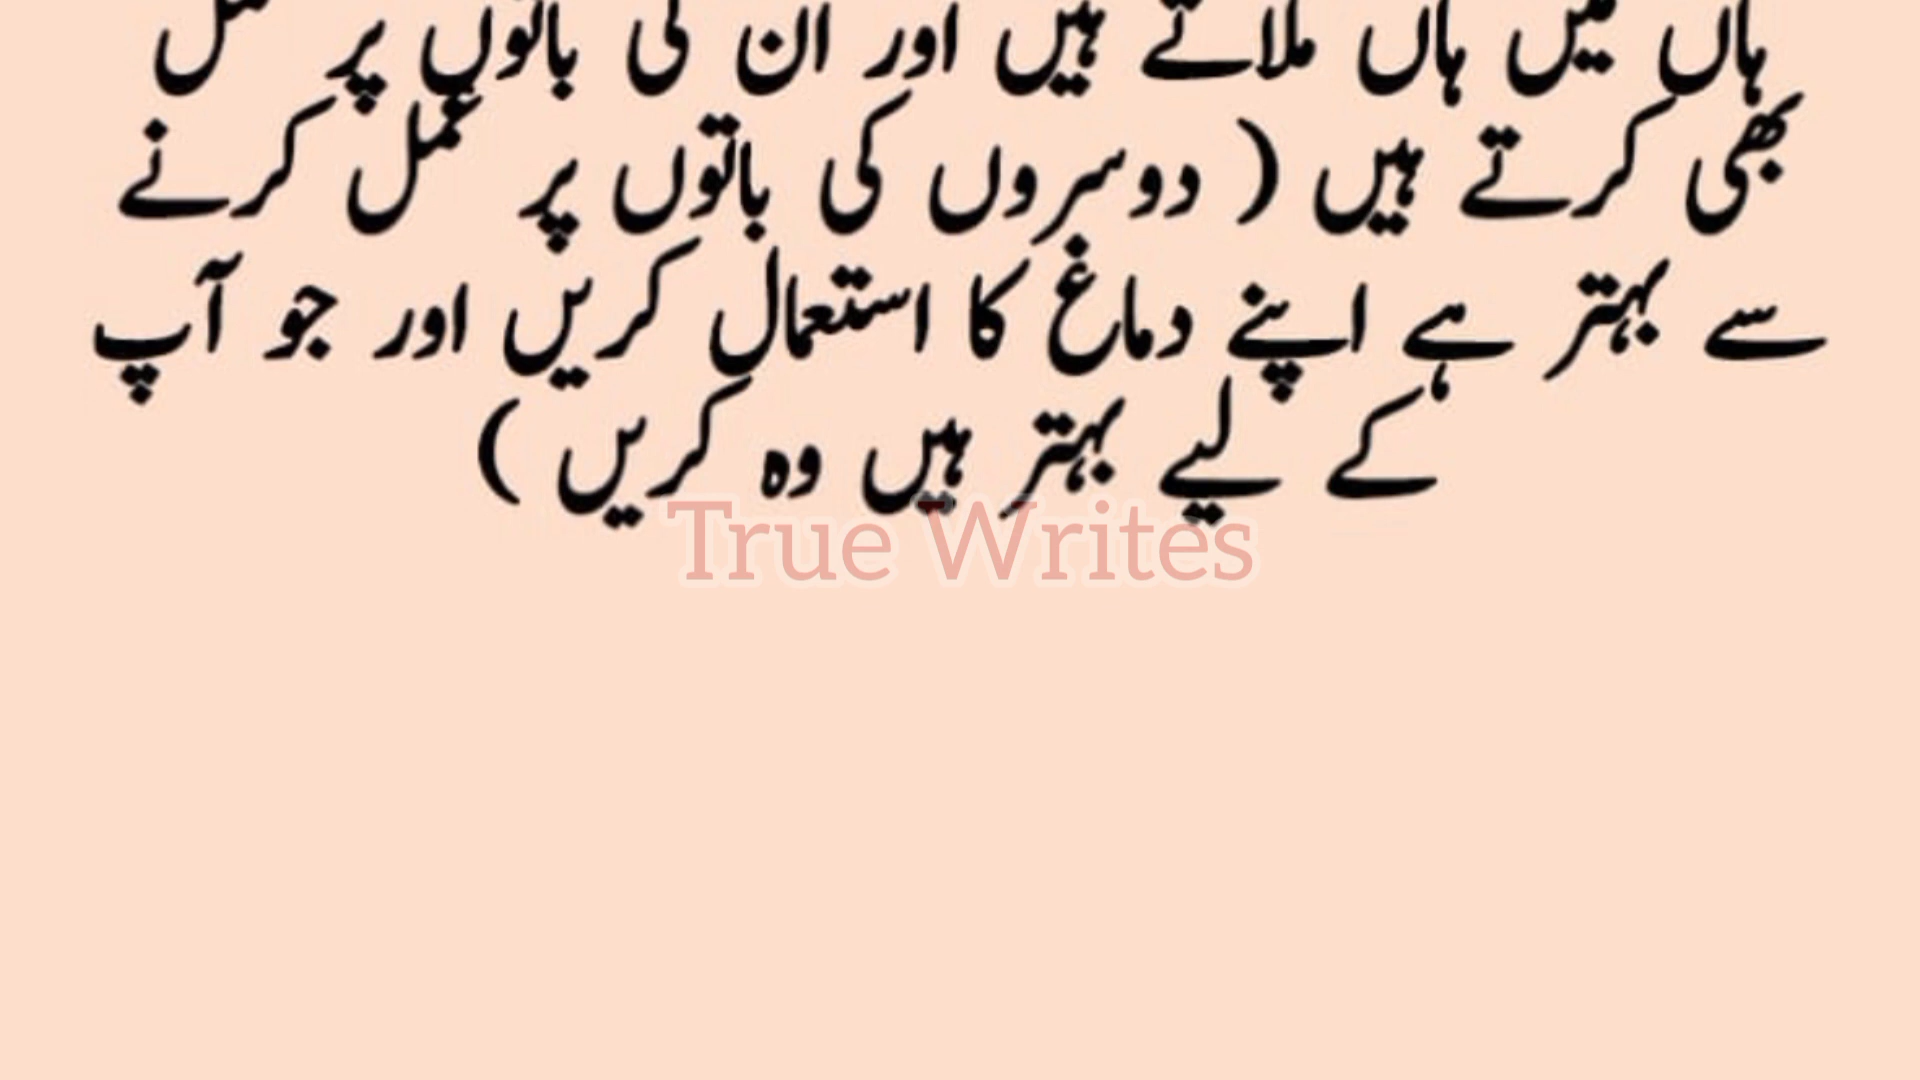 ہاں میں ہاں ملاتے ہیں اور ان کی باتوں پر عمل
بھی کرتے ہیں ( دوسروں کی باتوں پر عمل کرنے
سے بہتر ہے اپنے دماغ کا استعمال کریں اور جو آپ
کے لیے بہتر ہیں وہ کریں )
True Writes